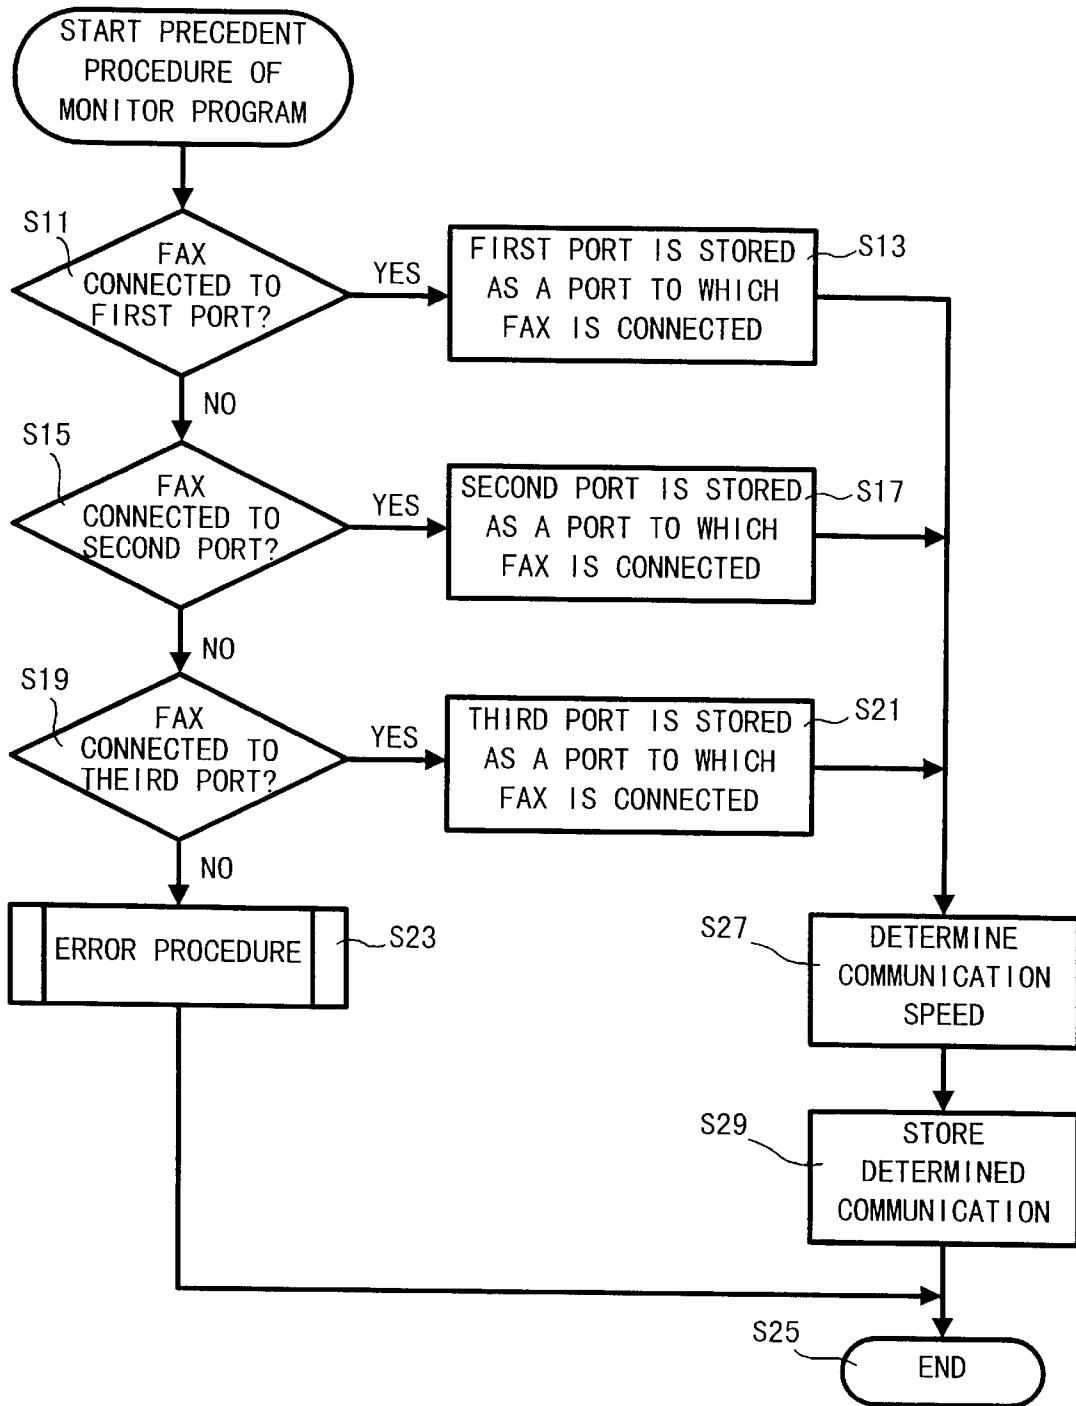 START PRECEDENT
PROCEDURE OF
MONITOR PROGRAM
S11
FAX
CONNECTED TO
FIRST PORT?
YES
FIRST PORT IS STORED
AS A PORT TO WHICH
FAX IS CONNECTED
S13
NO
S15
FAX
CONNECTED TO
SECOND PORT?
YES
SECOND PORT IS STORED
AS A PORT TO WHICH
FAX IS CONNECTED
S17
NO
S19
FAX
CONNECTED TO
THEIRD PORT?
YES
THIRD PORT IS STORED
AS A PORT TO WHICH
FAX IS CONNECTED
S21
NO
ERROR PROCEDURE
S23
S27
DETERMINE
COMMUNICATION
SPEED
S29
STORE
DETERMINED
COMMUNICATION
S25
END